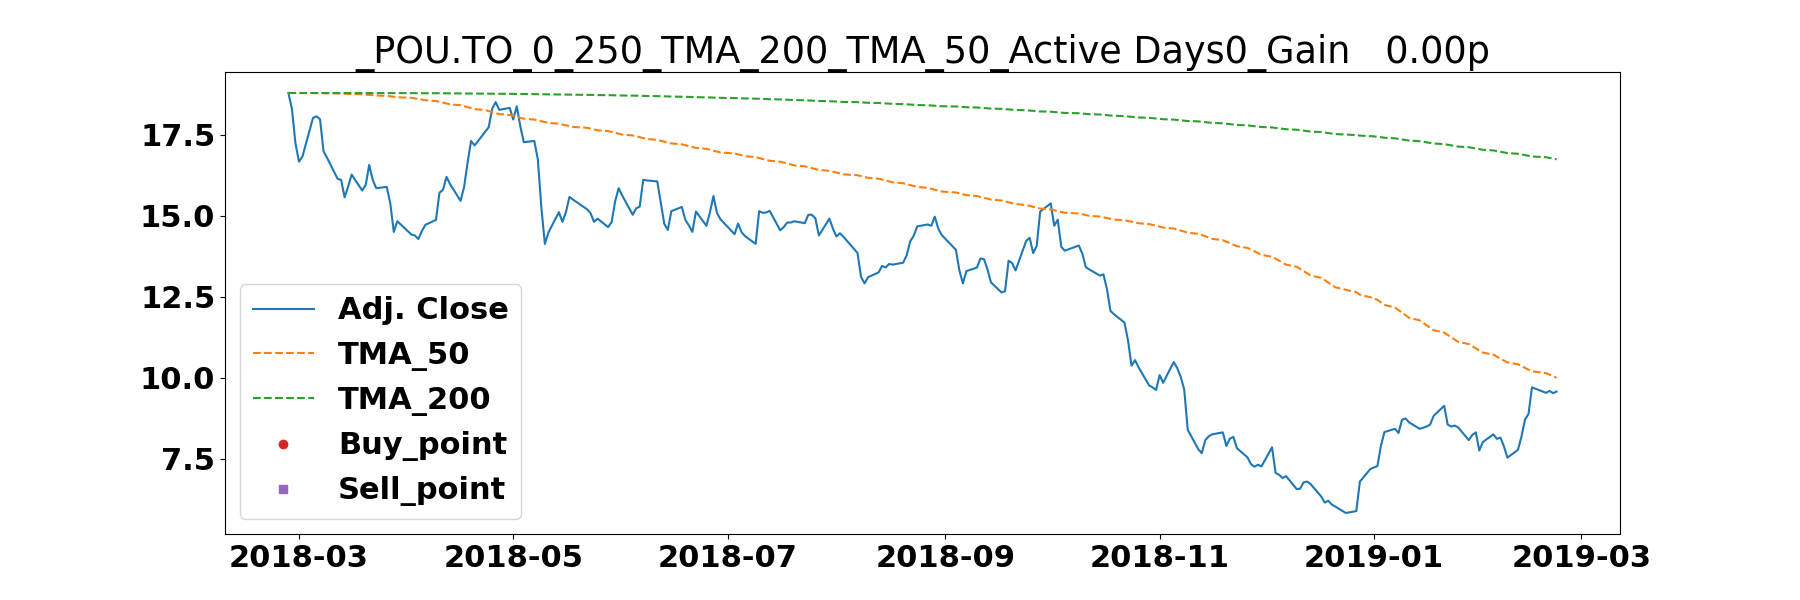 _POU.TO_0_250_TMA_200_TMA_50_Active Days0_Gain   0.00p
17.5
15.0
12.5
10.0
7.5
Adj. Close
TMA_50
TMA_200
Buy_point
Sell_point
2018-03 2018-05 2018-07 2018-09 2018-11 2019-01 2019-03